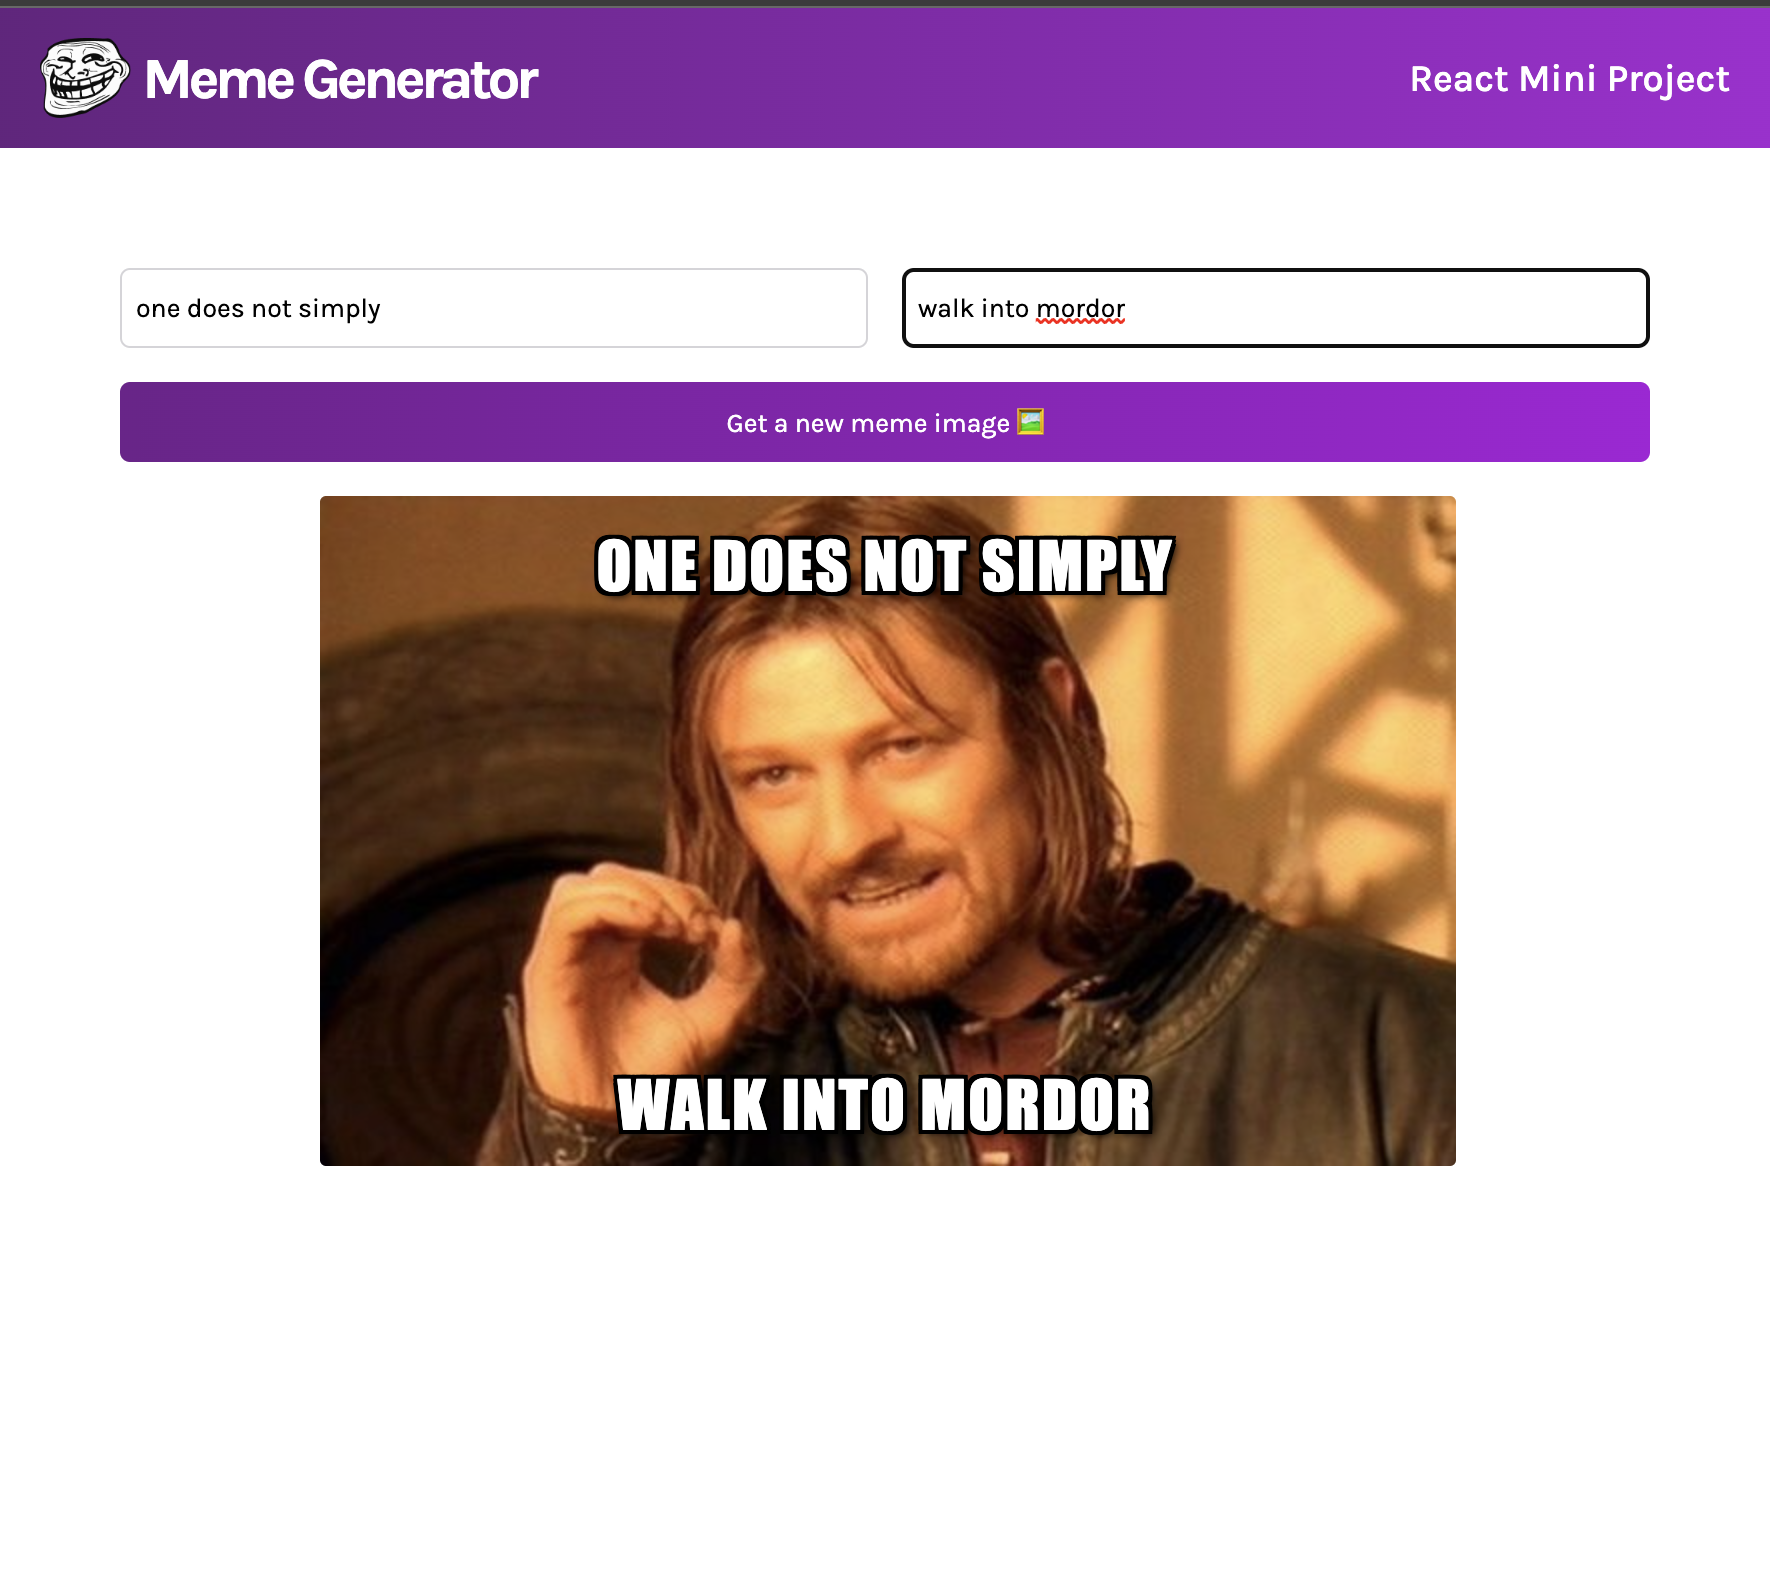 Meme Generator
React Mini Project
one does not simply
walk into mordor
Get a new meme image 🖼️
ONE DOES NOT SIMPLY
WALK INTO MORDOR